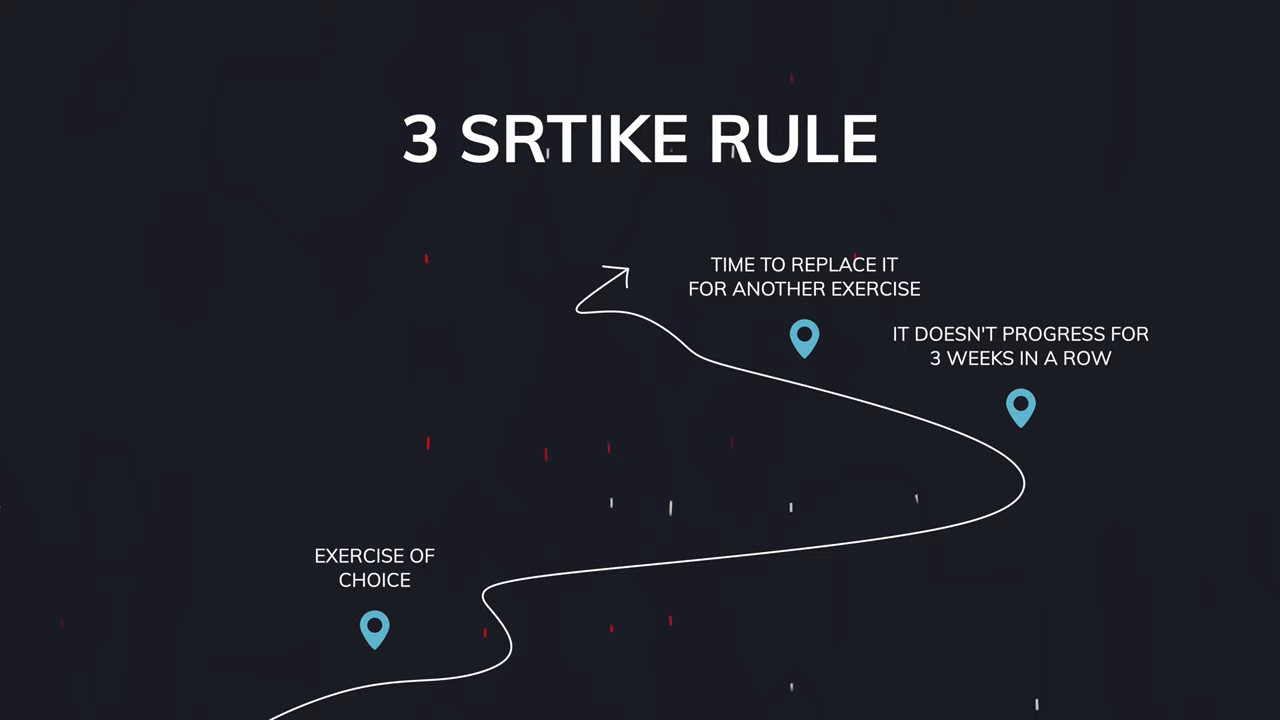 3 SRTIKE RULE
TIME TO REPLACE IT
FOR ANOTHER EXERCISE
IT DOESN'T PROGRESS FOR
3 WEEKS IN A ROW
EXERCISE OF
CHOICE